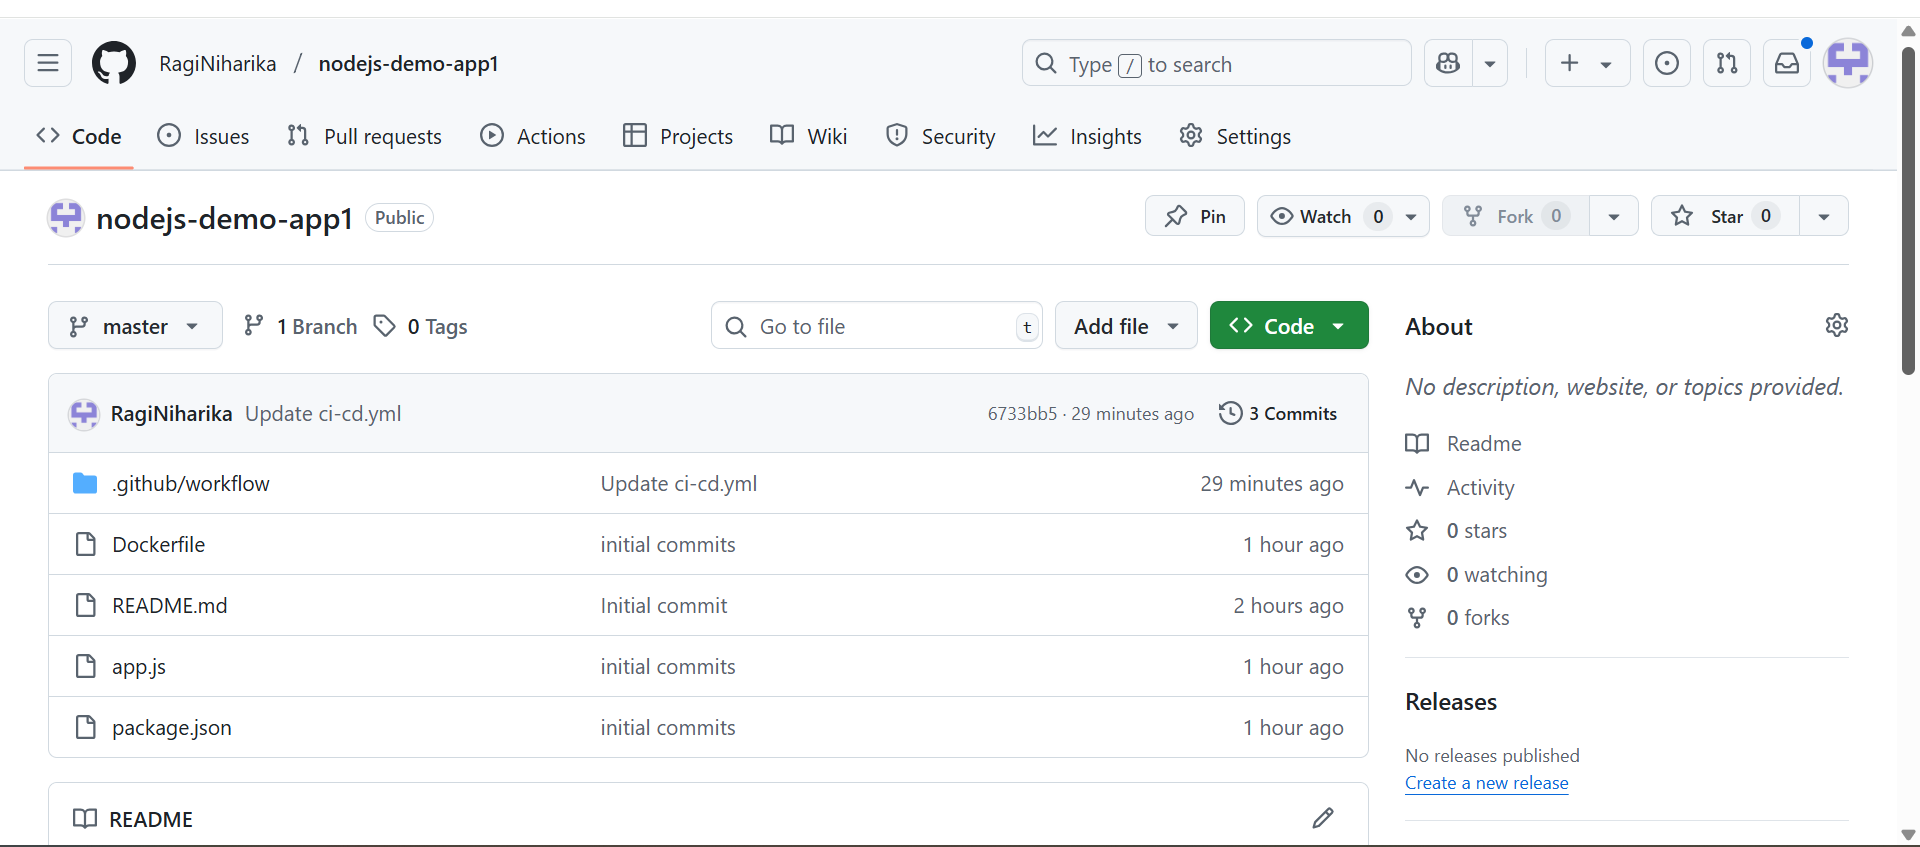 RagiNiharika / nodejs-demo-app1
Type / to search
Code
Issues
Pull requests
Actions
Projects
Wiki
Security
Insights
Settings
nodejs-demo-app1 Public
Pin
Watch 0
Fork 0
Star 0
master
1 Branch
0 Tags
Go to file t
Add file
Code
RagiNiharika Update ci-cd.yml 6733bb5 · 29 minutes ago 3 Commits
.github/workflow Update ci-cd.yml 29 minutes ago
Dockerfile initial commits 1 hour ago
README.md Initial commit 2 hours ago
app.js initial commits 1 hour ago
package.json initial commits 1 hour ago
README
About
No description, website, or topics provided.
Readme
Activity
0 stars
0 watching
0 forks
Releases
No releases published
Create a new release